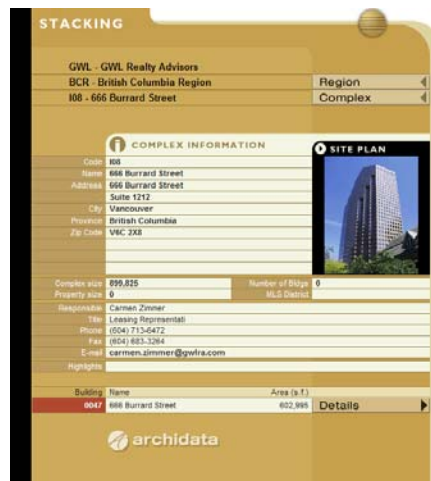 STACKING
GWL - GWL Realty Advisors
BCR - British Columbia Region
Region
I08 - 666 Burrard Street
Complex
COMPLEX INFORMATION
SITE PLAN
Code I08
Name 666 Burrard Street
Address 666 Burrard Street
Suite 1212
City Vancouver
Province British Columbia
Zip Code V6C 2X8
Complex size 899,825 Number of Bldgs 0
Property size 0 MLS District
Responsible Carmen Zimmer
Title Leasing Representati
Phone (604) 713-6472
Fax (604) 683-3264
E-mail carmen.zimmer@gwlra.com
Highlights
Building Name Area (s.f.)
0047 666 Burrard Street 602,995 Details
archidata